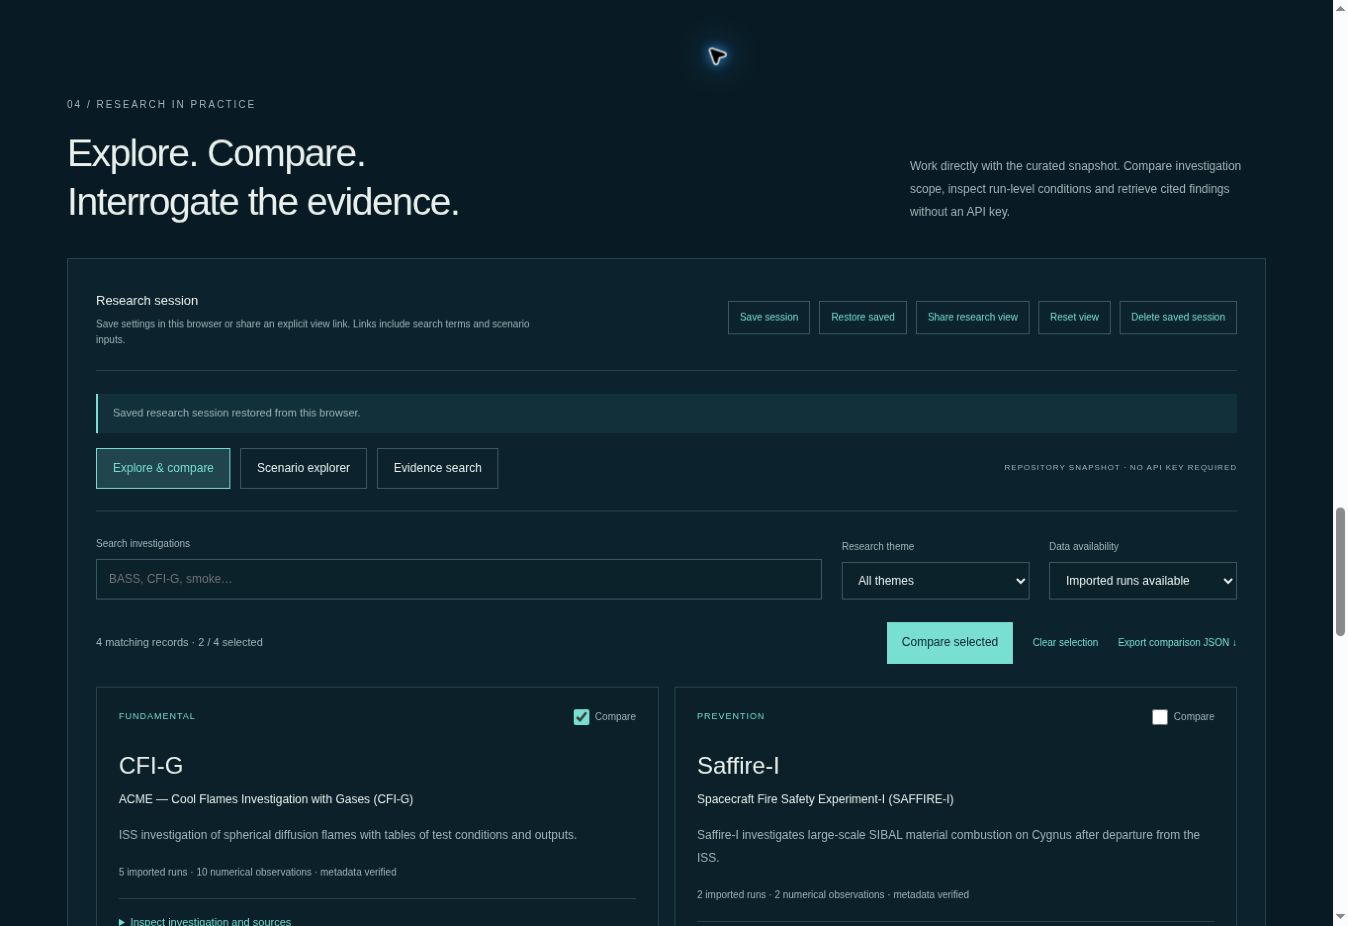 04 / RESEARCH IN PRACTICE
Explore. Compare.
Interrogate the evidence.
Work directly with the curated snapshot. Compare investigation
scope, inspect run-level conditions and retrieve cited findings
without an API key.
Research session
Save settings in this browser or share an explicit view link. Links include search terms and scenario
inputs.
Save session
Restore saved
Share research view
Reset view
Delete saved session
Saved research session restored from this browser.
Explore & compare
Scenario explorer
Evidence search
REPOSITORY SNAPSHOT · NO API KEY REQUIRED
Search investigations
BASS, CFI-G, smoke…
Research theme
All themes
Data availability
Imported runs available
4 matching records · 2 / 4 selected
Compare selected
Clear selection
Export comparison JSON ↓
FUNDAMENTAL
Compare
CFI-G
ACME — Cool Flames Investigation with Gases (CFI-G)
ISS investigation of spherical diffusion flames with tables of test conditions and outputs.
5 imported runs · 10 numerical observations · metadata verified
Inspect investigation and sources
PREVENTION
Compare
Saffire-I
Spacecraft Fire Safety Experiment-I (SAFFIRE-I)
Saffire-I investigates large-scale SIBAL material combustion on Cygnus after departure from the
ISS.
2 imported runs · 2 numerical observations · metadata verified